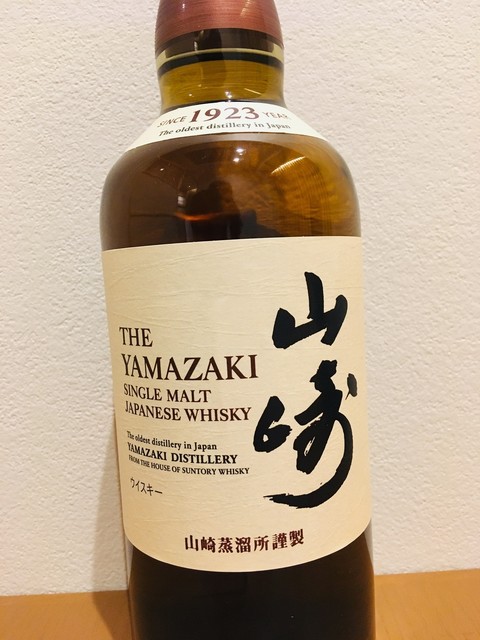 SINCE 1923 YEAR
The oldest distillery in Japan
山崎
THE
YAMAZAKI
SINGLE MALT
JAPANESE WHISKY
The oldest distillery in Japan
YAMAZAKI DISTILLERY
FROM THE HOUSE OF SUNTORY WHISKY
ウイスキー
山崎蒸溜所謹製